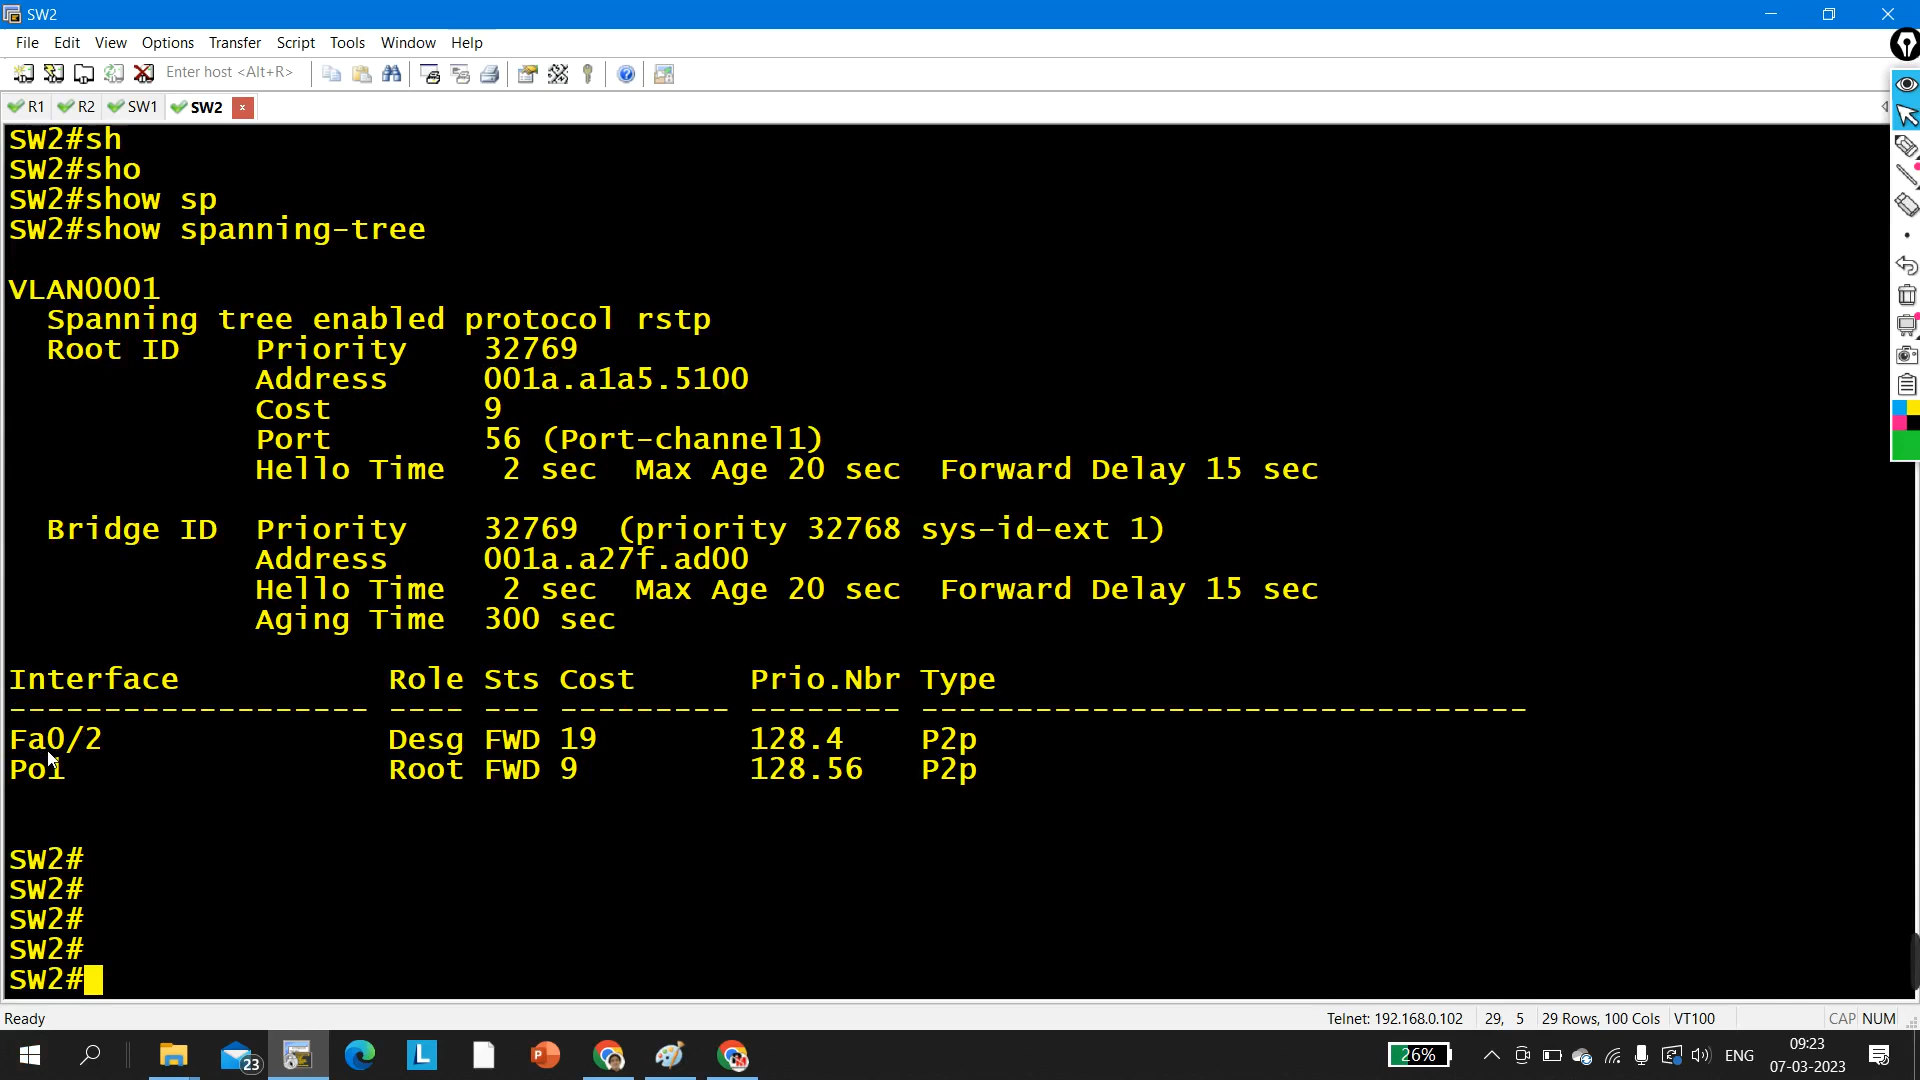 SW2
File Edit View Options Transfer Script Tools Window Help
Enter host <Alt+R>
R1 R2 SW1 SW2
SW2#sh
SW2#sho
SW2#show sp
SW2#show spanning-tree
VLAN0001
Spanning tree enabled protocol rstp
Root ID Priority 32769
Address 001a.a1a5.5100
Cost 9
Port 56 (Port-channel1)
Hello Time 2 sec Max Age 20 sec Forward Delay 15 sec
Bridge ID Priority 32769 (priority 32768 sys-id-ext 1)
Address 001a.a27f.ad00
Hello Time 2 sec Max Age 20 sec Forward Delay 15 sec
Aging Time 300 sec
Interface Role Sts Cost Prio.Nbr Type
------------------- ---- --- --------- -------- --------------------------------
Fa0/2 Desg FWD 19 128.4 P2p
Po1 Root FWD 9 128.56 P2p
SW2#
SW2#
SW2#
SW2#
SW2#
Ready Telnet: 192.168.0.102 29, 5 29 Rows, 100 Cols VT100 CAP NUM
23 26% ENG 09:23
07-03-2023